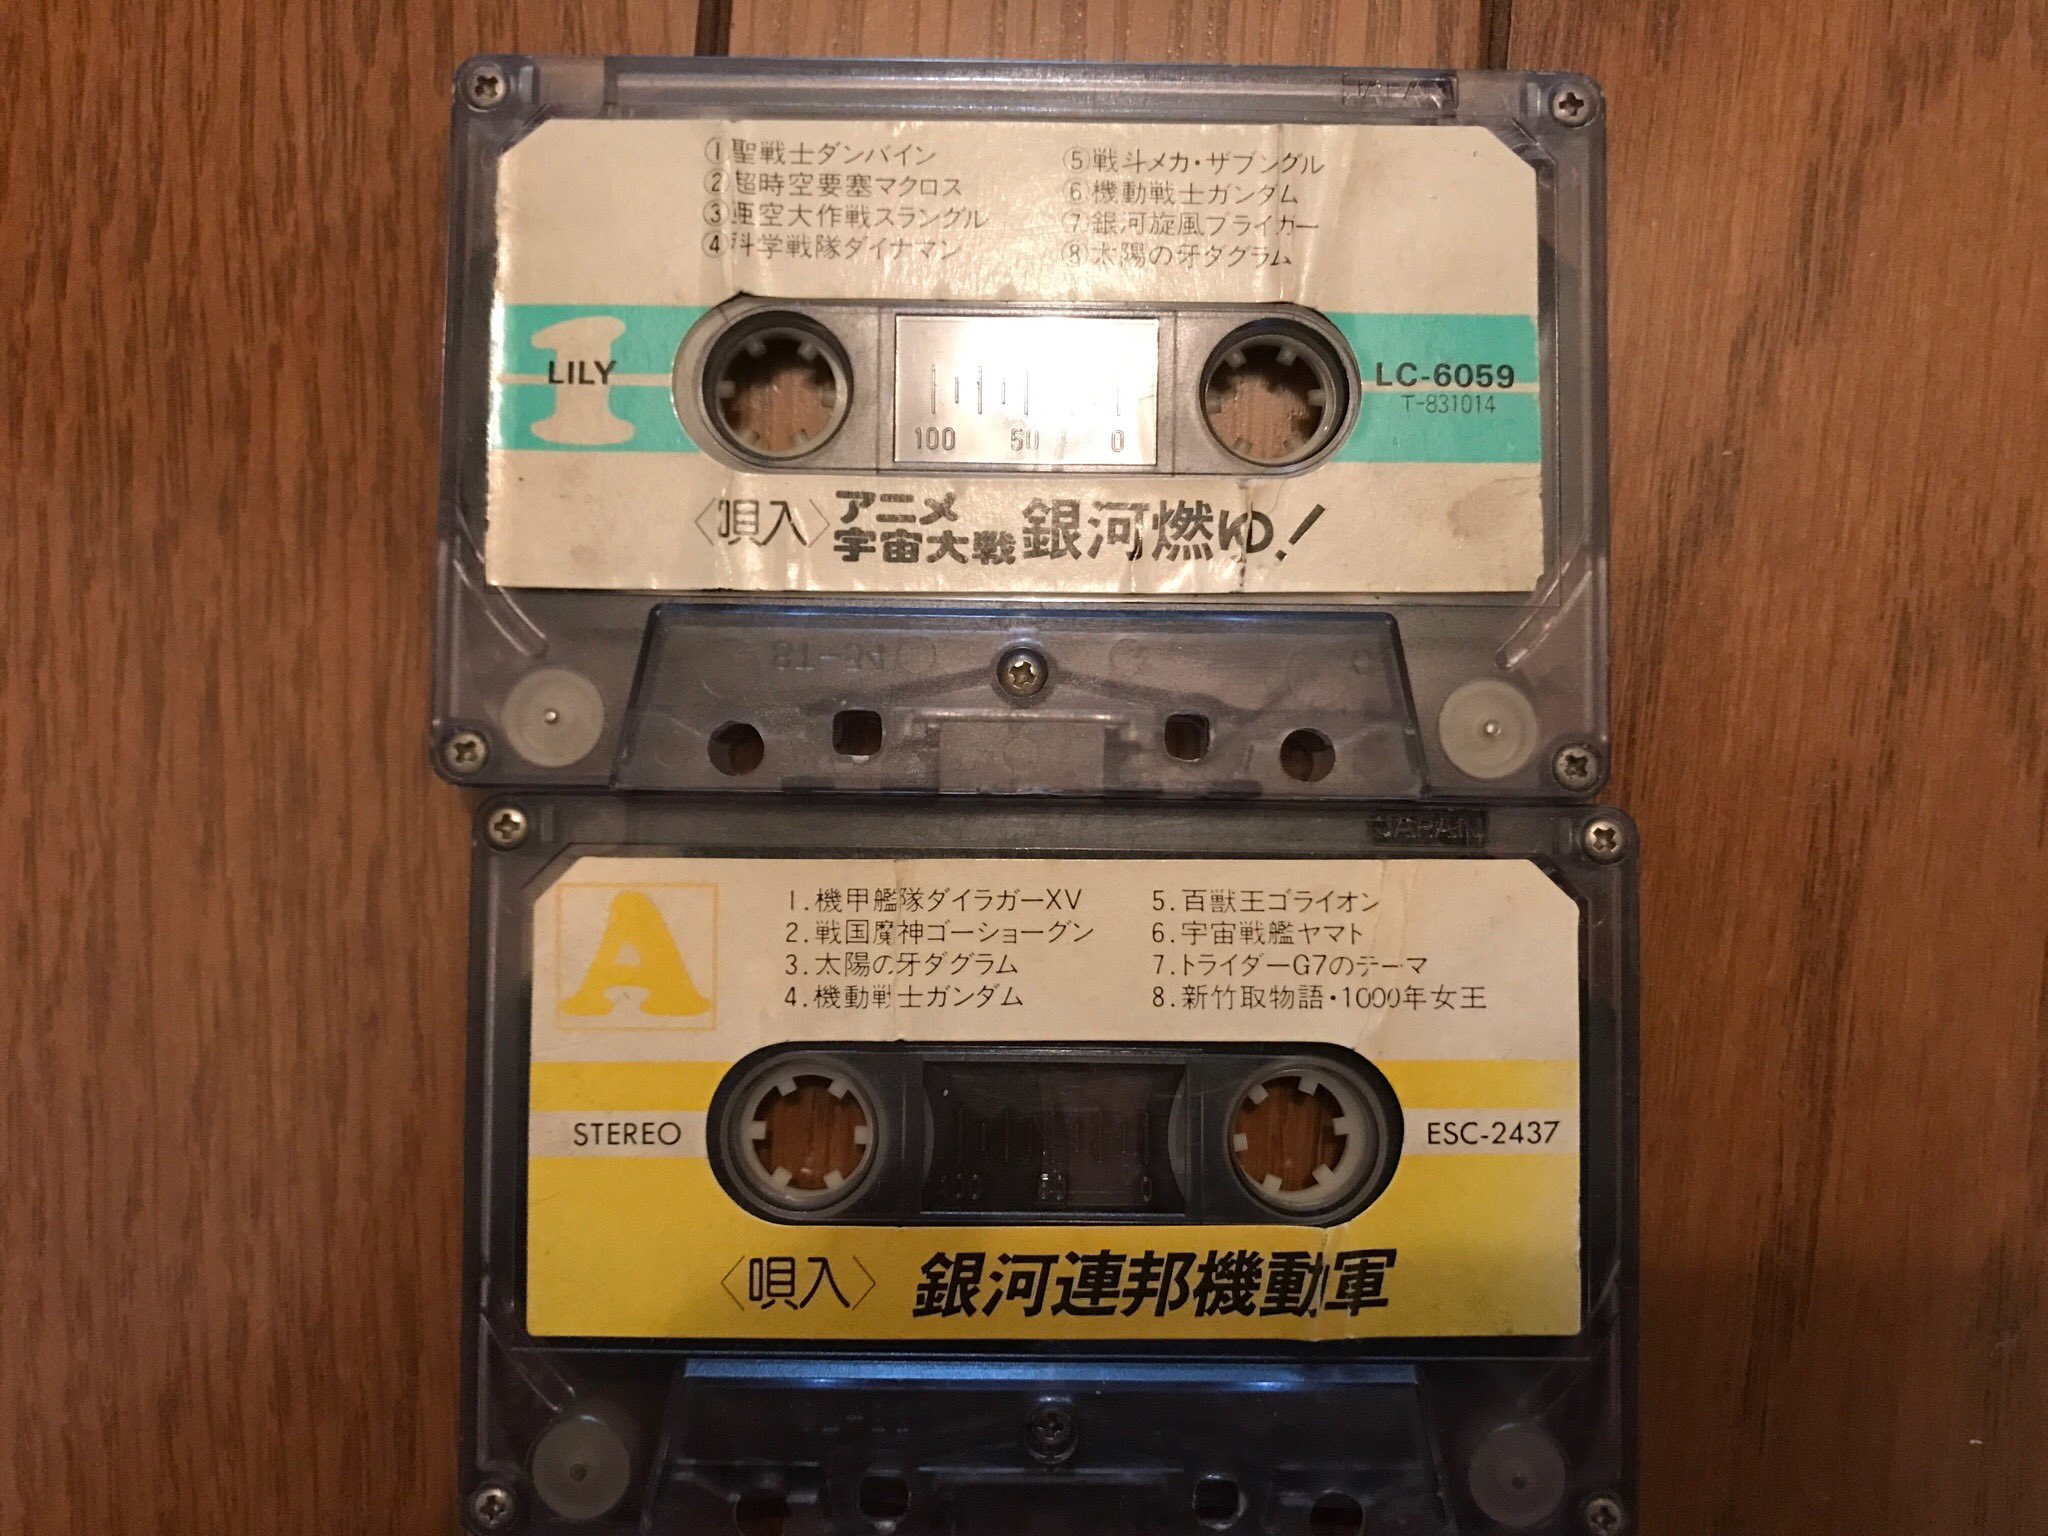 JAPAN
①聖戦士ダンバイン
②超時空要塞マクロス
③亜空大作戦スラングル
④科学戦隊ダイナマン
⑤戦斗メカ・ザブングル
⑥機動戦士ガンダム
⑦銀河旋風ブライガー
⑧太陽の牙ダグラム
1
LILY
100 50 0
LC-6059
T-831014
〈唄入〉アニメ宇宙大戦 銀河燃ゆ!
JAPAN
A
1.機甲艦隊ダイラガーXV
2.戦国魔神ゴーショーグン
3.太陽の牙ダグラム
4.機動戦士ガンダム
5.百獣王ゴライオン
6.宇宙戦艦ヤマト
7.トライダーG7のテーマ
8.新竹取物語・1000年女王
STEREO
100 50 0
ESC-2437
〈唄入〉 銀河連邦機動軍